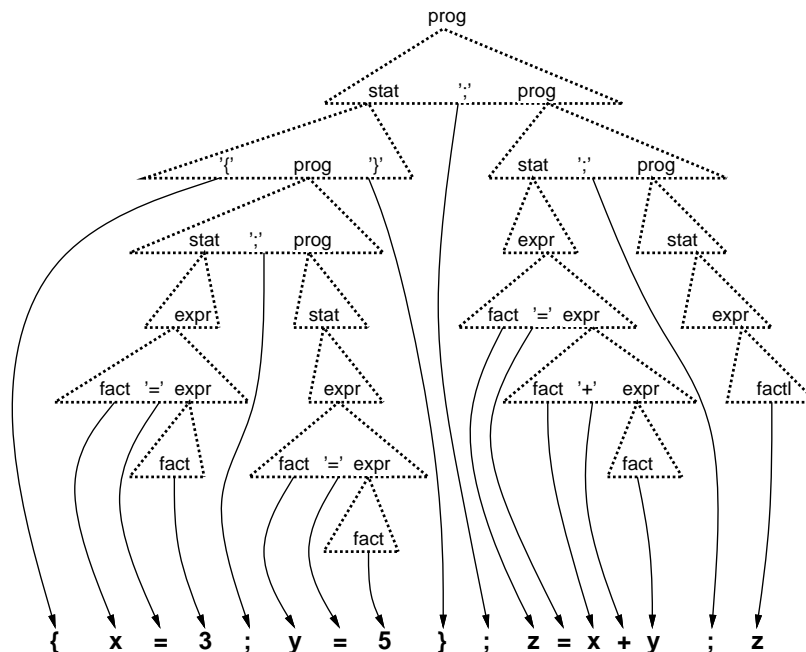 prog
stat ';' prog
'{' prog '}' stat ';' prog
stat ';' prog expr stat
expr stat fact '=' expr expr
fact '=' expr expr fact '+' expr factl
fact fact '=' expr fact
fact
{ x = 3 ; y = 5 } ; z = x + y ; z